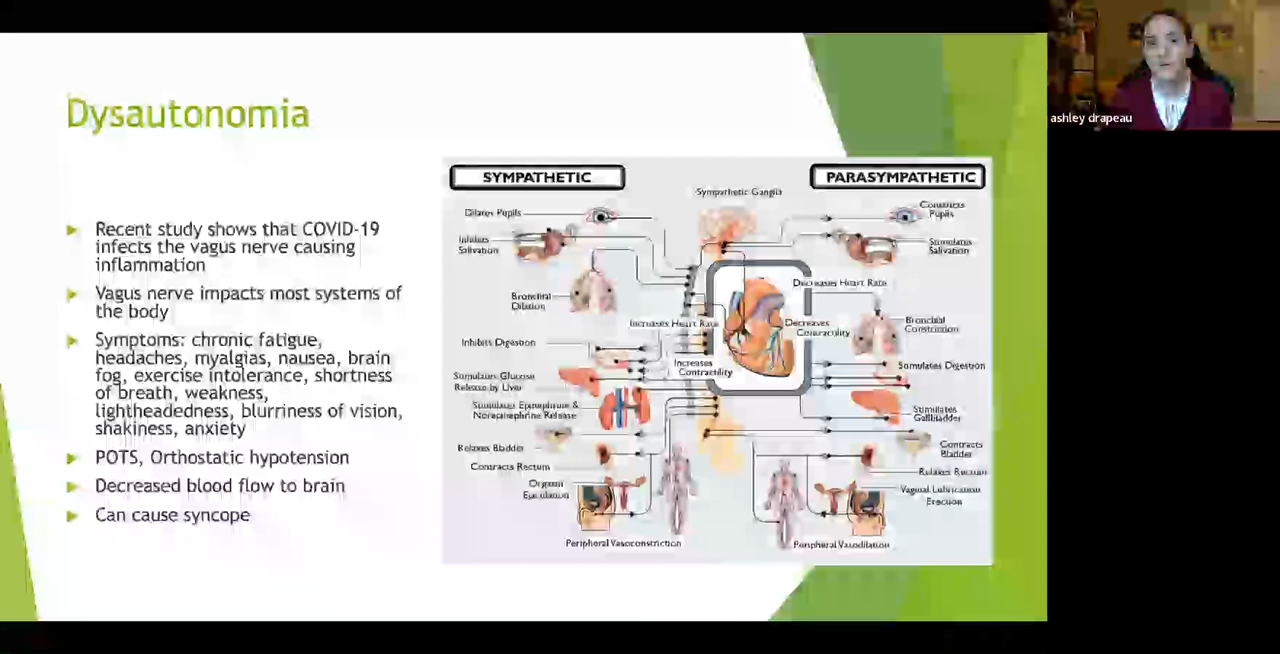 Dysautonomia
Recent study shows that COVID-19
infects the vagus nerve causing
inflammation
Vagus nerve impacts most systems of
the body
Symptoms: chronic fatigue,
headaches, myalgias, nausea, brain
fog, exercise intolerance, shortness
of breath, weakness,
lightheadedness, blurriness of vision,
shakiness, anxiety
POTS, Orthostatic hypotension
Decreased blood flow to brain
Can cause syncope
SYMPATHETIC
Dilates Pupils
Inhibits
Salivation
Bronchial
Dilation
Increases Heart Rate
Inhibits Digestion
Increases
Contractility
Stimulates Glucose
Release by Liver
Stimulates Epinephrine &
Norepinephrine Release
Relaxes Bladder
Contracts Rectum
Orgasm
Ejaculation
Peripheral Vasoconstriction
Sympathetic Ganglia
PARASYMPATHETIC
Constricts
Pupils
Stimulates
Salivation
Decreases Heart Rate
Bronchial
Constriction
Decreases
Contractility
Stimulates Digestion
Stimulates
Gallbladder
Contracts
Bladder
Relaxes Rectum
Vaginal Lubrication
Erection
Peripheral Vasodilation
ashley drapeau